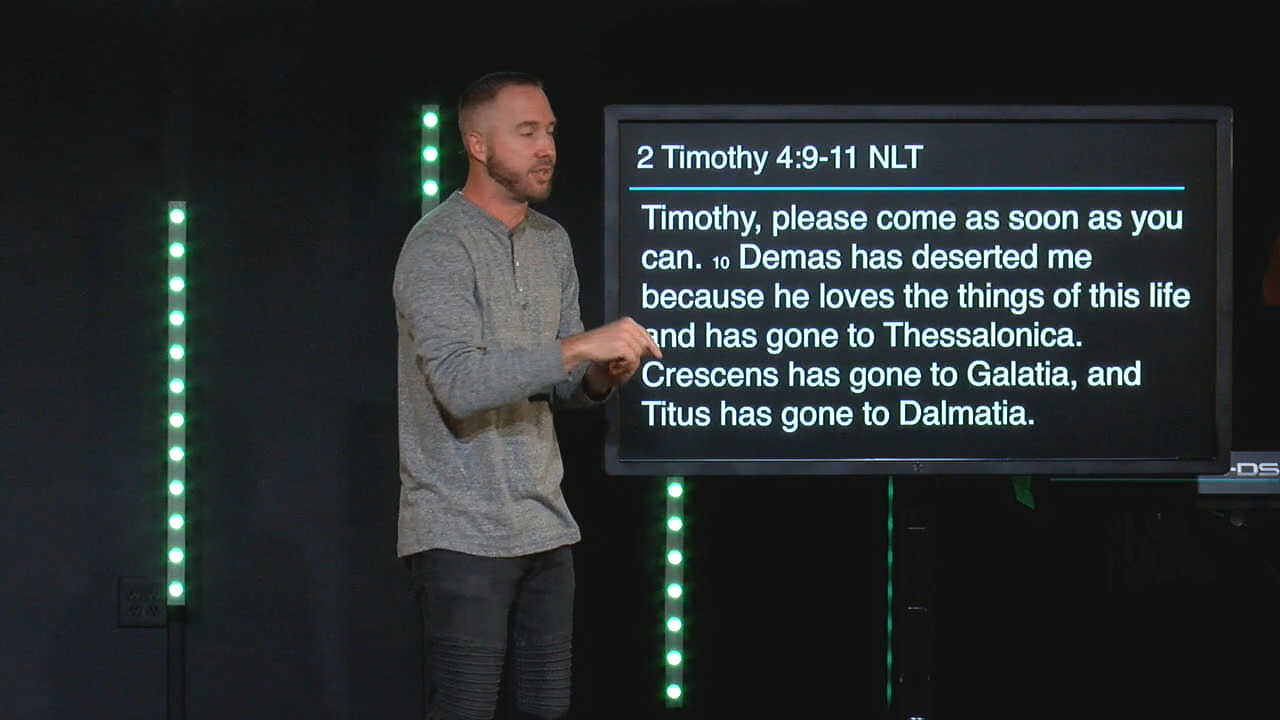 2 Timothy 4:9-11 NLT
Timothy, please come as soon as you
can. 10 Demas has deserted me
because he loves the things of this life
and has gone to Thessalonica.
Crescens has gone to Galatia, and
Titus has gone to Dalmatia.
-DS